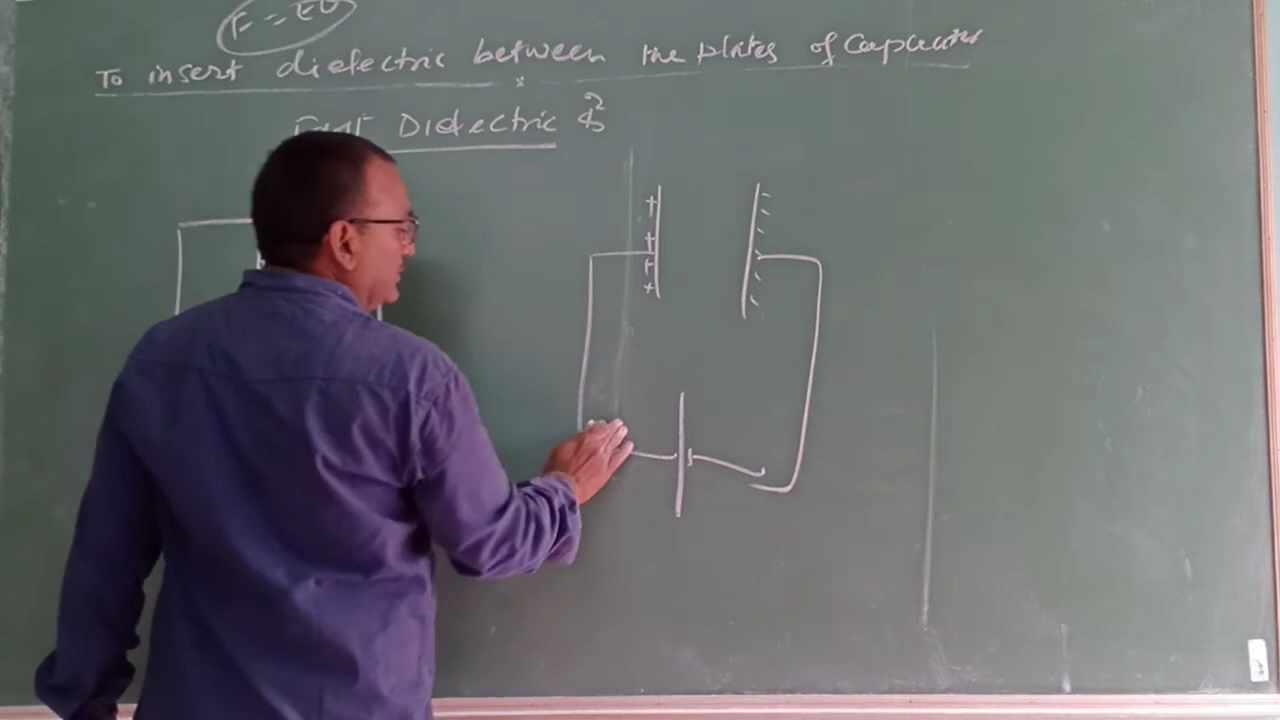 To insert dielectric between the plates of Capacitor
Dielectric
+ -
+ -
+ -
+ -